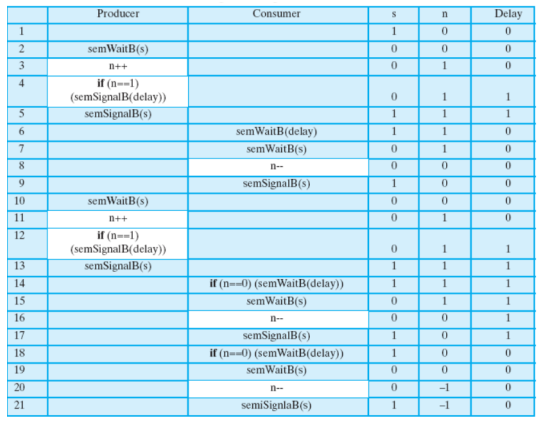 Producer Consumer s n Delay
1 1 0 0
2 semWaitB(s) 0 0 0
3 n++ 0 1 0
4 if (n==1)
(semSignalB(delay)) 0 1 1
5 semSignalB(s) 1 1 1
6 semWaitB(delay) 1 1 0
7 semWaitB(s) 0 1 0
8 n-- 0 0 0
9 semSignalB(s) 1 0 0
10 semWaitB(s) 0 0 0
11 n++ 0 1 0
12 if (n==1)
(semSignalB(delay)) 0 1 1
13 semSignalB(s) 1 1 1
14 if (n==0) (semWaitB(delay)) 1 1 1
15 semWaitB(s) 0 1 1
16 n-- 0 0 1
17 semSignalB(s) 1 0 1
18 if (n==0) (semWaitB(delay)) 1 0 0
19 semWaitB(s) 0 0 0
20 n-- 0 –1 0
21 semiSignlaB(s) 1 –1 0